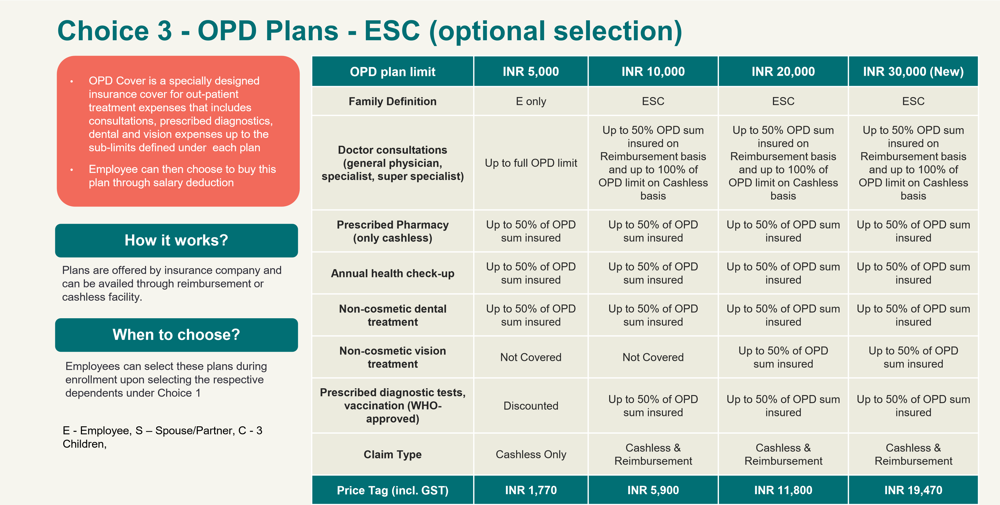 Choice 3 - OPD Plans - ESC (optional selection)
• OPD Cover is a specially designed
insurance cover for out-patient
treatment expenses that includes
consultations, prescribed diagnostics,
dental and vision expenses up to the
sub-limits defined under  each plan
• Employee can then choose to buy this
plan through salary deduction
How it works?
Plans are offered by insurance company and
can be availed through reimbursement or
cashless facility.
When to choose?
Employees can select these plans during
enrollment upon selecting the respective
dependents under Choice 1
E - Employee, S – Spouse/Partner, C - 3
Children,
OPD plan limit
INR 5,000
INR 10,000
INR 20,000
INR 30,000 (New)
Family Definition
E only
ESC
ESC
ESC
Doctor consultations
(general physician,
specialist, super specialist)
Up to full OPD limit
Up to 50% OPD sum
insured on
Reimbursement basis
and up to 100% of
OPD limit on Cashless
basis
Up to 50% OPD sum
insured on
Reimbursement basis
and up to 100% of
OPD limit on Cashless
basis
Up to 50% OPD sum
insured on
Reimbursement basis
and up to 100% of
OPD limit on Cashless
basis
Prescribed Pharmacy
(only cashless)
Up to 50% of OPD
sum insured
Up to 50% of OPD
sum insured
Up to 50% of OPD sum
insured
Up to 50% of OPD sum
insured
Annual health check-up
Up to 50% of OPD
sum insured
Up to 50% of OPD
sum insured
Up to 50% of OPD sum
insured
Up to 50% of OPD sum
insured
Non-cosmetic dental
treatment
Up to 50% of OPD
sum insured
Up to 50% of OPD
sum insured
Up to 50% of OPD sum
insured
Up to 50% of OPD sum
insured
Non-cosmetic vision
treatment
Not Covered
Not Covered
Up to 50% of OPD
sum insured
Up to 50% of OPD
sum insured
Prescribed diagnostic tests,
vaccination (WHO-
approved)
Discounted
Up to 50% of OPD
sum insured
Up to 50% of OPD sum
insured
Up to 50% of OPD sum
insured
Claim Type
Cashless Only
Cashless &
Reimbursement
Cashless &
Reimbursement
Cashless &
Reimbursement
Price Tag (incl. GST)
INR 1,770
INR 5,900
INR 11,800
INR 19,470